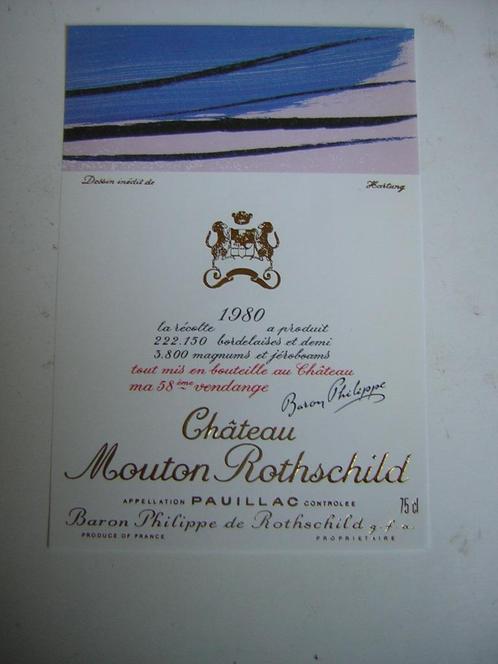 Dessin inédit de Hartung
1980
la récolte a produit
222.150 bordelaises et demi
3.800 magnums et jéroboams
tout mis en bouteille au Château
ma 58ème vendange
Baron Philippe
Château
Mouton Rothschild
APPELLATION PAUILLAC CONTROLEE 75 cl
Baron Philippe de Rothschild g.f.a.
PRODUCE OF FRANCE PROPRIETAIRE